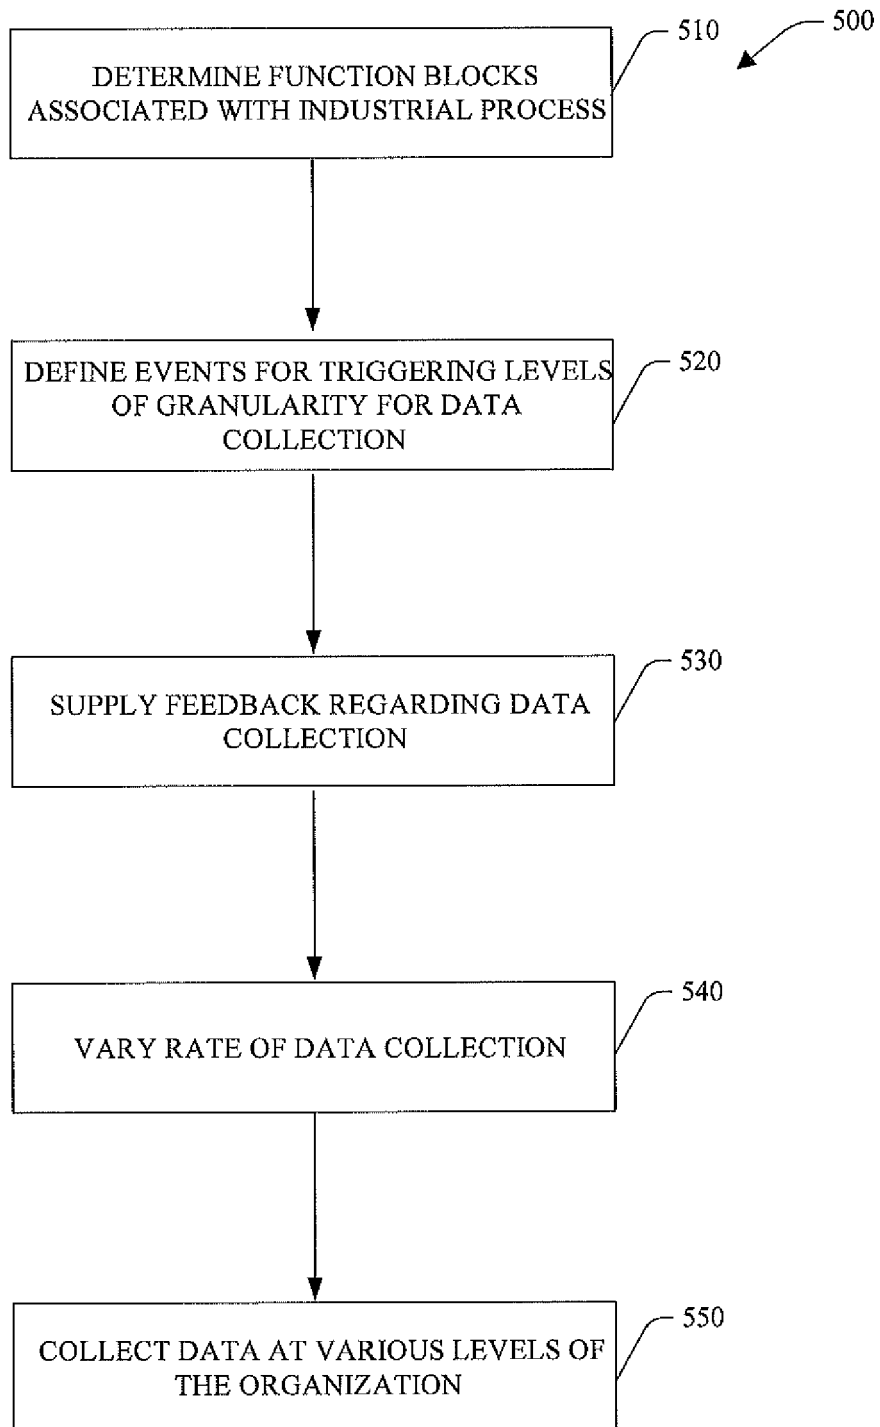 500
510
DETERMINE FUNCTION BLOCKS
ASSOCIATED WITH INDUSTRIAL PROCESS
520
DEFINE EVENTS FOR TRIGGERING LEVELS
OF GRANULARITY FOR DATA
COLLECTION
530
SUPPLY FEEDBACK REGARDING DATA
COLLECTION
540
VARY RATE OF DATA COLLECTION
550
COLLECT DATA AT VARIOUS LEVELS OF
THE ORGANIZATION